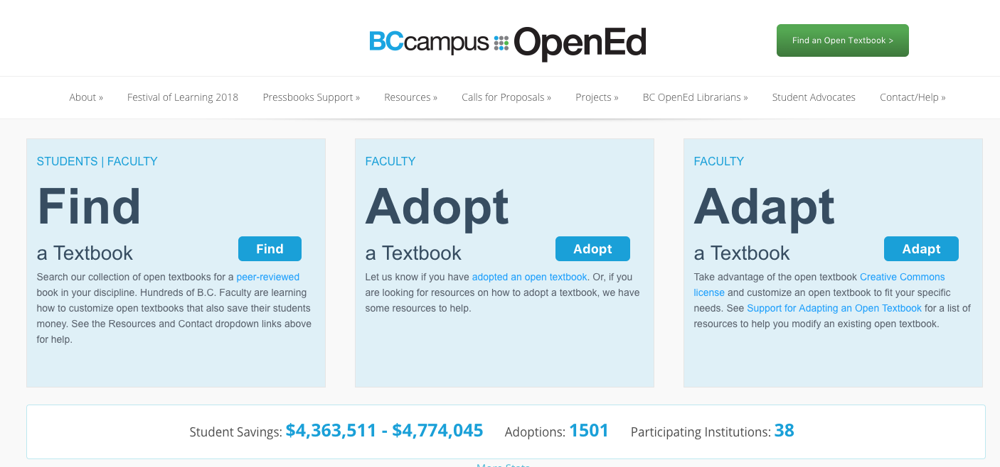 BCcampus OpenEd
Find an Open Textbook >
About » Festival of Learning 2018 Pressbooks Support » Resources » Calls for Proposals » Projects » BC OpenEd Librarians » Student Advocates Contact/Help »
STUDENTS | FACULTY
Find
a Textbook
Find
Search our collection of open textbooks for a peer-reviewed
book in your discipline. Hundreds of B.C. Faculty are learning
how to customize open textbooks that also save their students
money. See the Resources and Contact dropdown links above
for help.
FACULTY
Adopt
a Textbook
Adopt
Let us know if you have adopted an open textbook. Or, if you
are looking for resources on how to adopt a textbook, we have
some resources to help.
FACULTY
Adapt
a Textbook
Adapt
Take advantage of the open textbook Creative Commons
license and customize an open textbook to fit your specific
needs. See Support for Adapting an Open Textbook for a list of
resources to help you modify an existing open textbook.
Student Savings: $4,363,511 - $4,774,045 Adoptions: 1501 Participating Institutions: 38
More Stats